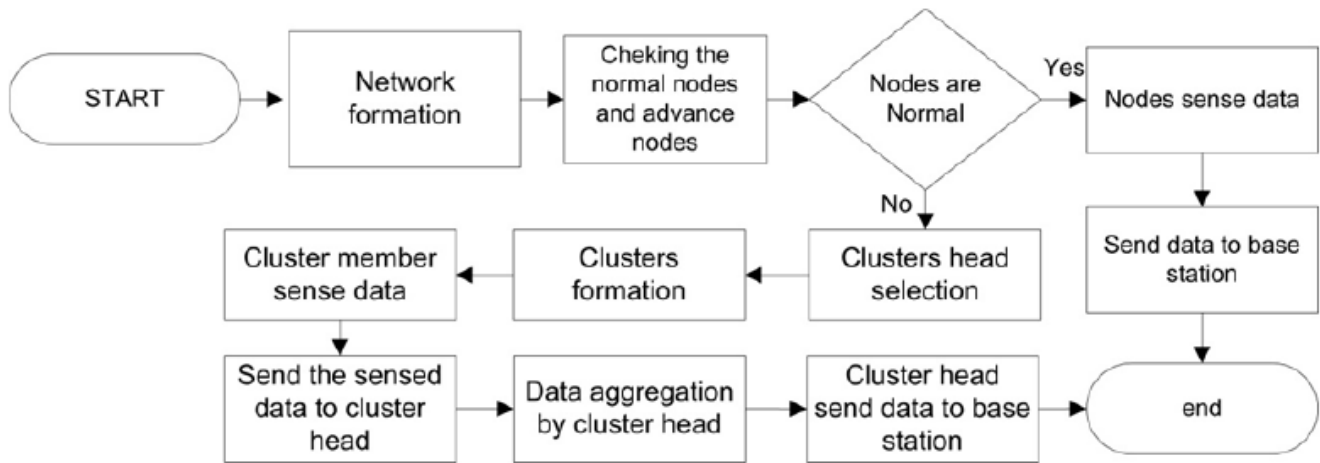 START
Network
formation
Cheking the
normal nodes
and advance
nodes
Nodes are
Normal
Yes
Nodes sense data
No
Send data to base
station
Clusters head
selection
Clusters
formation
Cluster member
sense data
Send the sensed
data to cluster
head
Data aggregation
by cluster head
Cluster head
send data to base
station
end